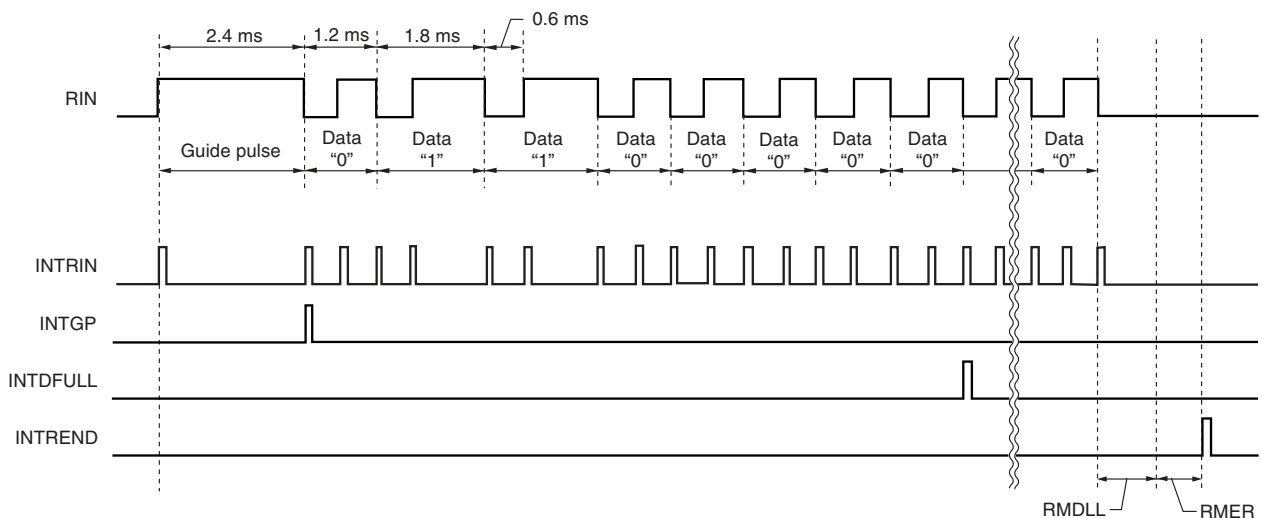 0.6 ms
2.4 ms 1.2 ms 1.8 ms
RIN
Guide pulse
Data "0"
Data "1"
Data "1"
Data "0"
Data "0"
Data "0"
Data "0"
Data "0"
Data "0"
INTRIN
INTGP
INTDFULL
INTREND
RMDLL RMER